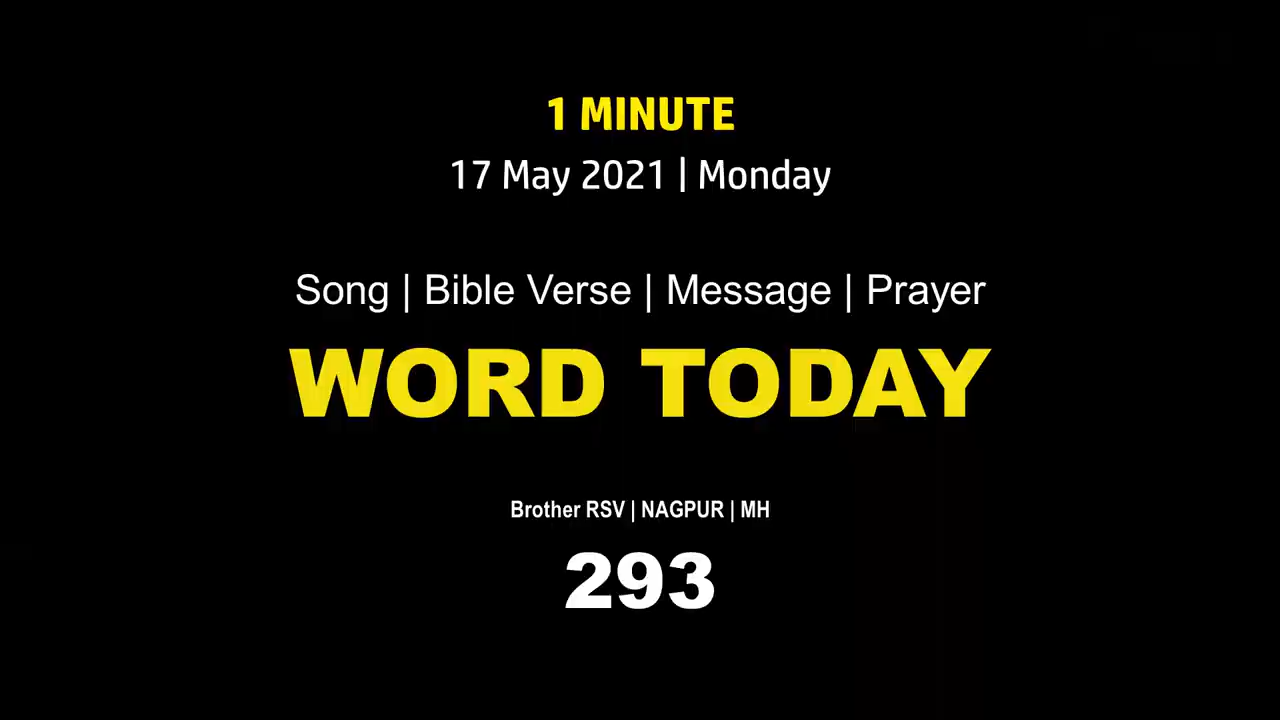 1 MINUTE
17 May 2021 | Monday
Song | Bible Verse | Message | Prayer
WORD TODAY
Brother RSV | NAGPUR | MH
293